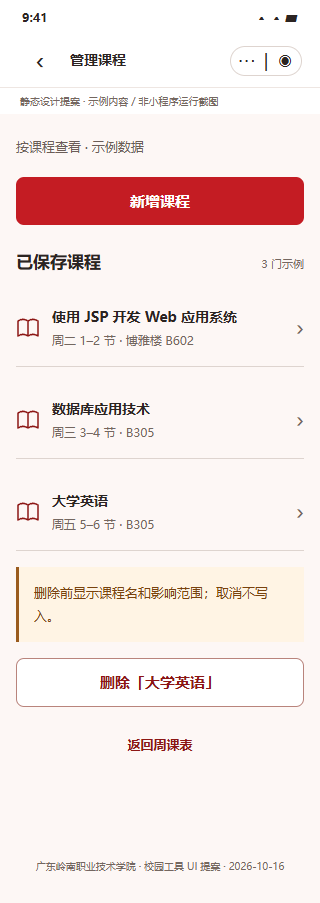 9:41
管理课程
静态设计提案 · 示例内容 / 非小程序运行截图
按课程查看 · 示例数据
新增课程
已保存课程
3 门示例
使用 JSP 开发 Web 应用系统
周二 1–2 节 · 博雅楼 B602
数据库应用技术
周三 3–4 节 · B305
大学英语
周五 5–6 节 · B305
删除前显示课程名和影响范围；取消不写
入。
删除「大学英语」
返回周课表
广东岭南职业技术学院 · 校园工具 UI 提案 · 2026-10-16